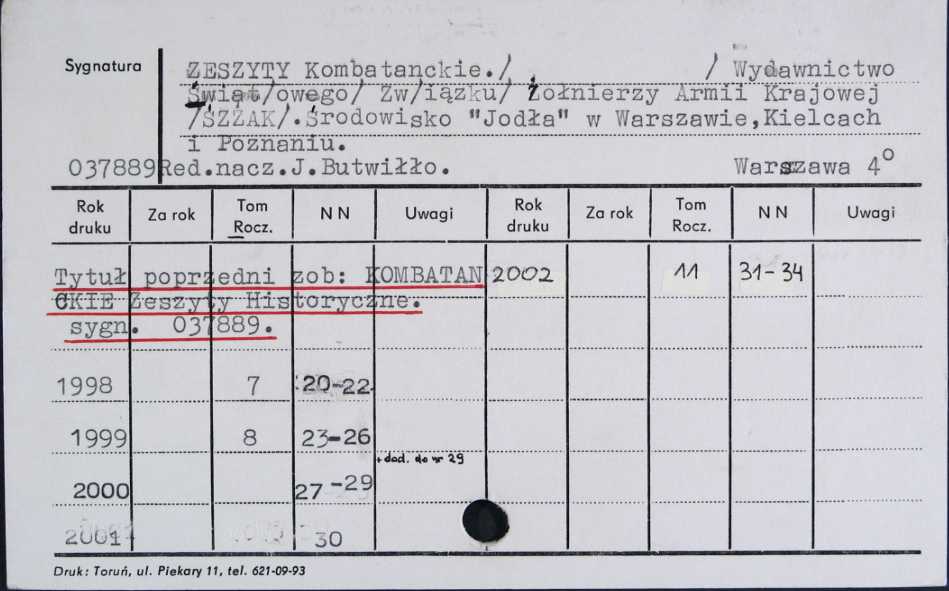 Sygnatura
ZESZYTY Kombatanckie./ / Wydawnictwo
Świąt/owego/ Zw/iązku/ Żołnierzy Armii Krajowej
/ŚZŻAK/.Środowisko "Jodła" w Warszawie,Kielcach
i Poznaniu.
037889 Red.nacz.J.Butwiłło. Warszawa 4°
Rok druku Za rok Tom Rocz. N N Uwagi Rok druku Za rok Tom Rocz. N N Uwagi
Tytuł poprzedni zob: KOMBATAN 2002 11 31-34
CKIE Zeszyty Historyczne.
sygn. 037889.
1998 7 20-22
1999 8 23-26
+ dod. do nr 29
2000 27-29
2001 30
Druk: Toruń, ul. Piekary 11, tel. 621-09-93